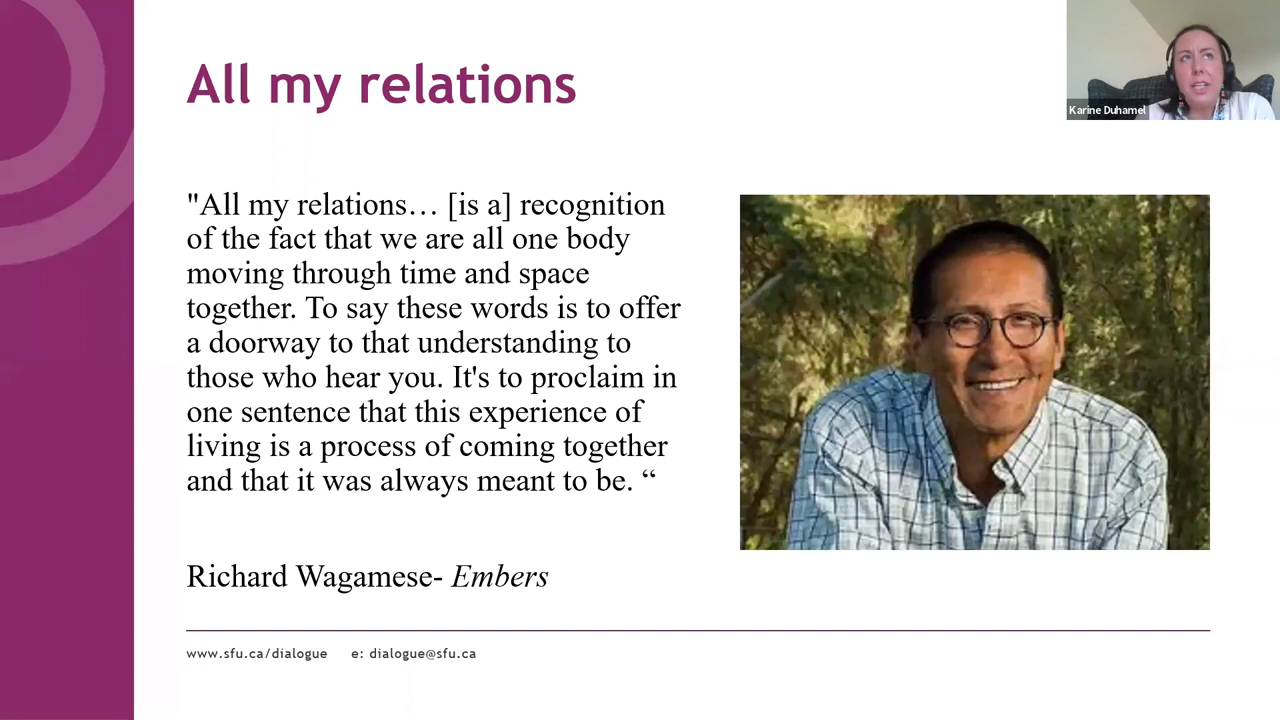 All my relations
Karine Duhamel
"All my relations… [is a] recognition
of the fact that we are all one body
moving through time and space
together. To say these words is to offer
a doorway to that understanding to
those who hear you. It's to proclaim in
one sentence that this experience of
living is a process of coming together
and that it was always meant to be. “
Richard Wagamese- Embers
www.sfu.ca/dialogue e: dialogue@sfu.ca